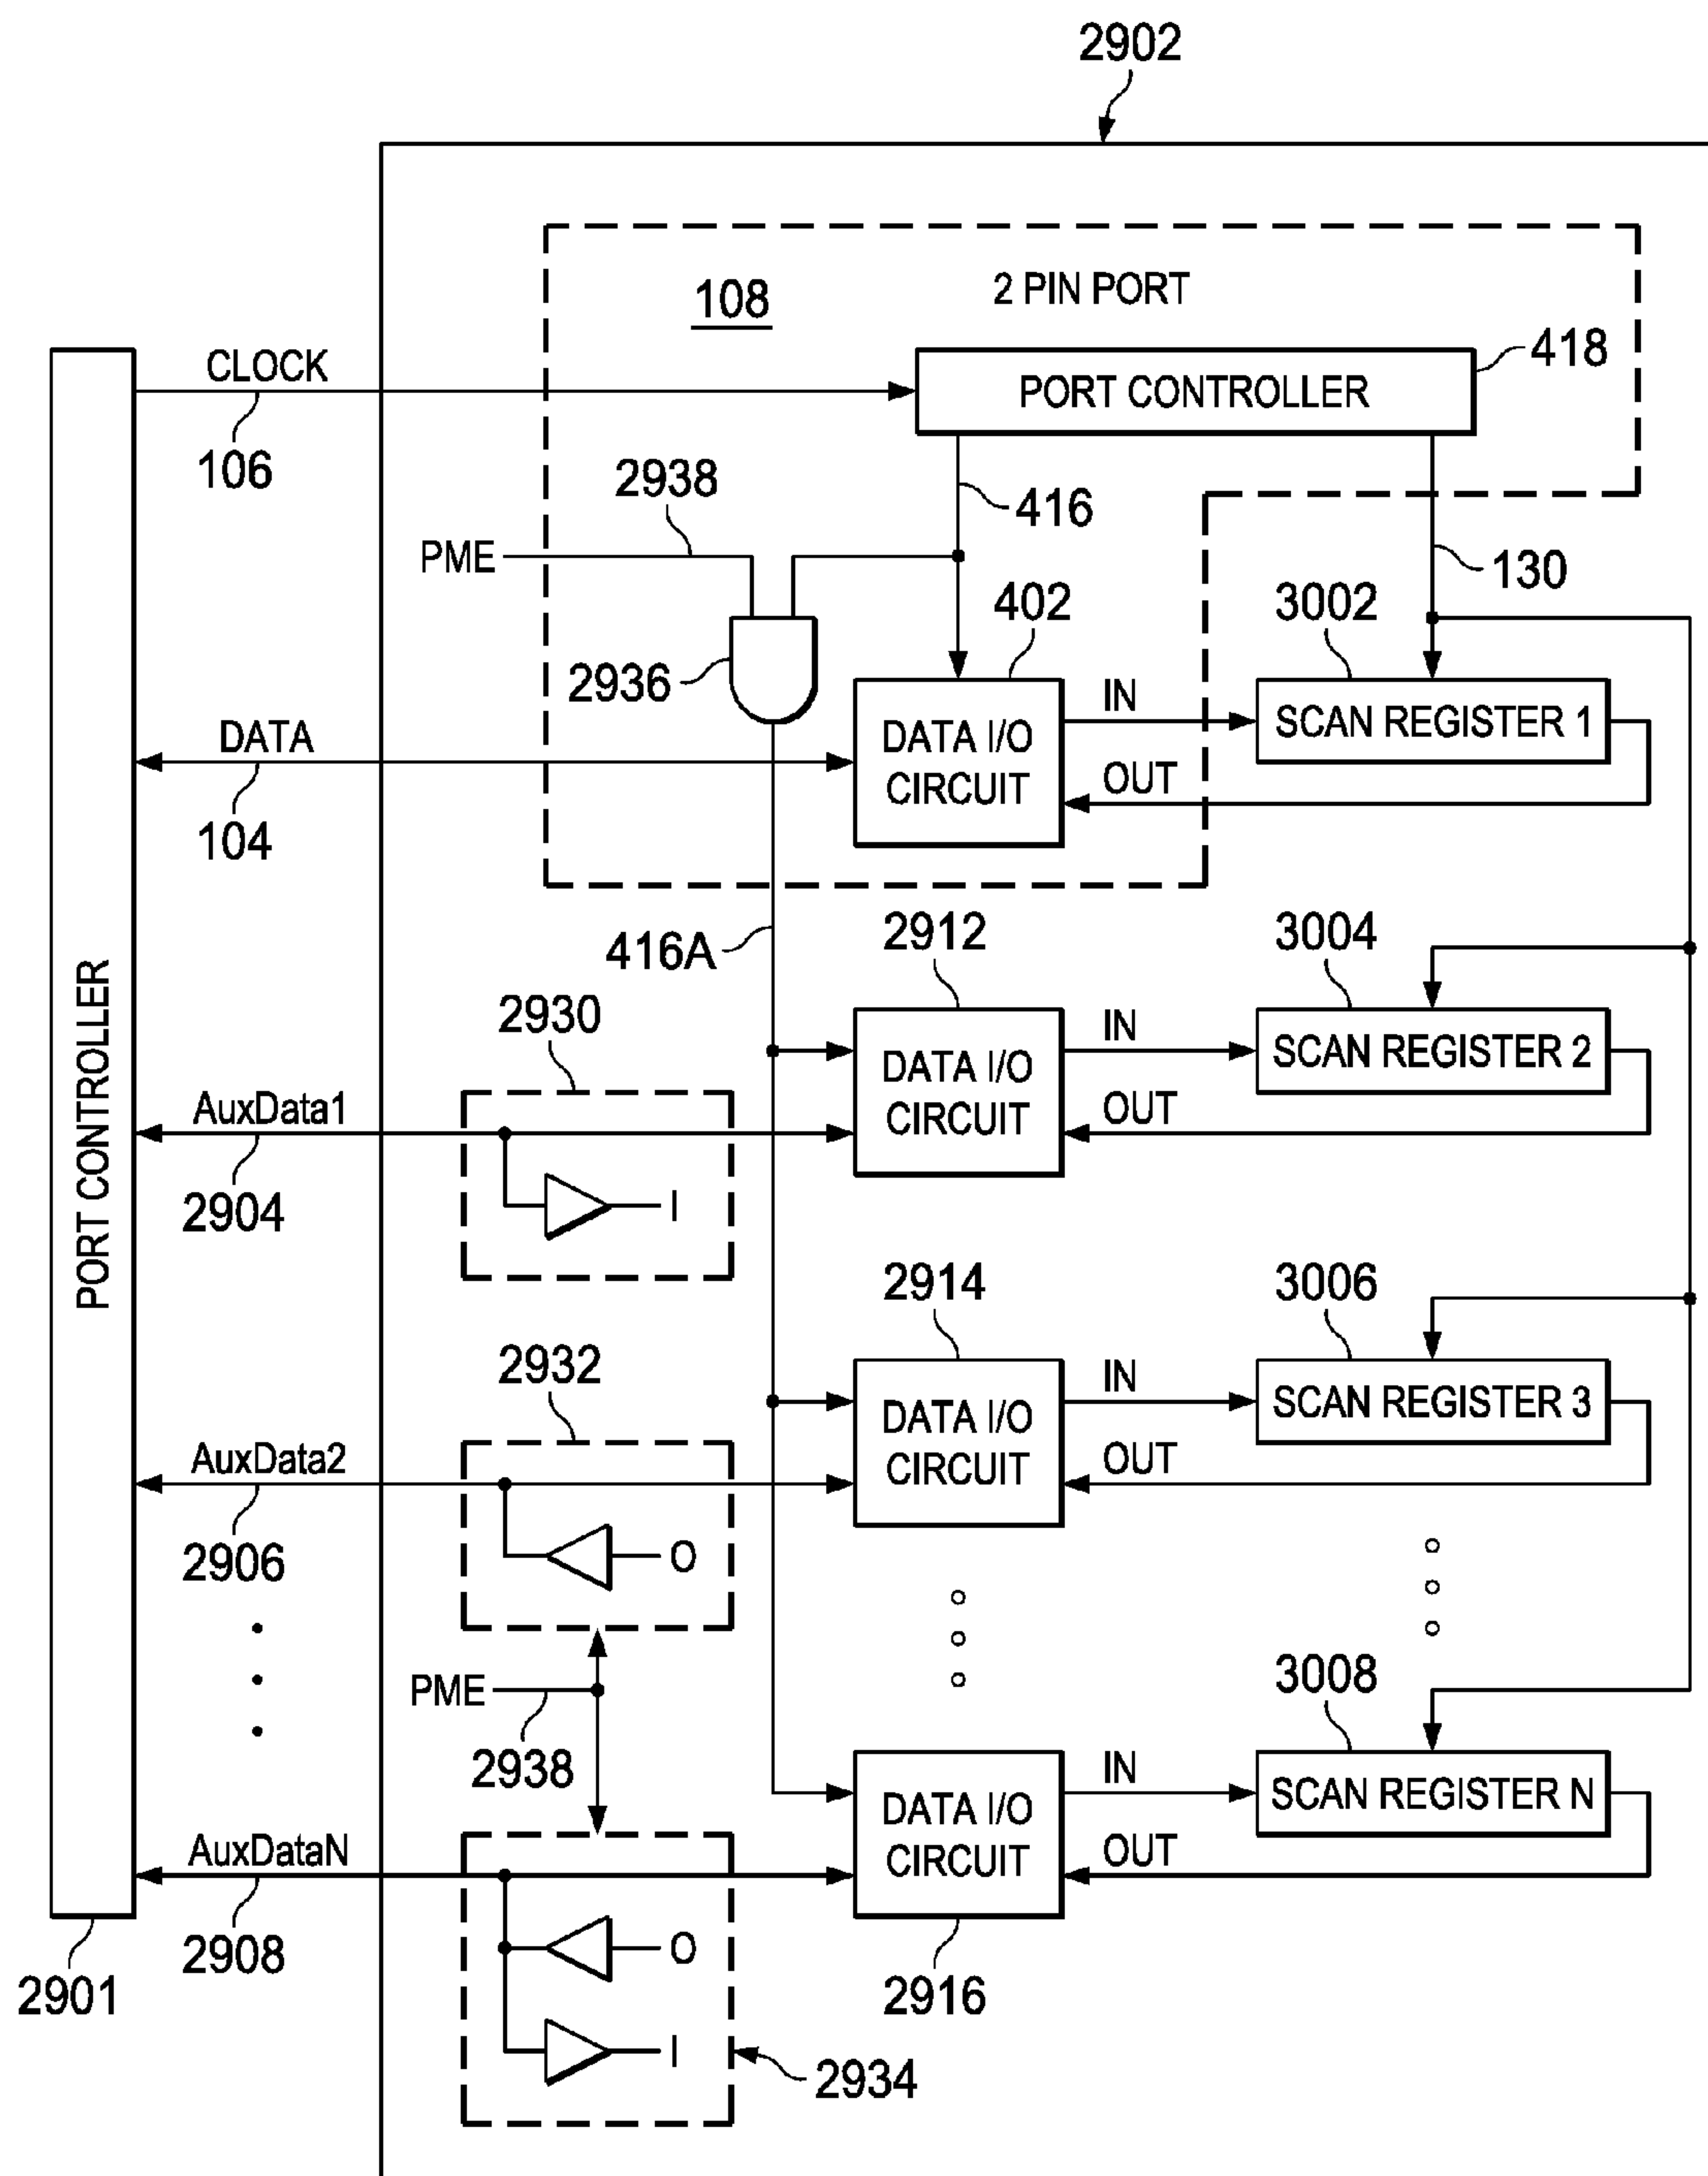 2902
2 PIN PORT
108
418
CLOCK
PORT CONTROLLER
106
2938
416
PME
130
402
3002
2936
IN
SCAN REGISTER 1
DATA
DATA I/O
CIRCUIT
OUT
104
2912
3004
416A
2930
IN
SCAN REGISTER 2
DATA I/O
CIRCUIT
AuxData1
OUT
PORT CONTROLLER
2904
I
2914
3006
2932
IN
SCAN REGISTER 3
DATA I/O
CIRCUIT
AuxData2
OUT
2906
O
PME
3008
2938
IN
SCAN REGISTER N
DATA I/O
CIRCUIT
AuxDataN
OUT
2908
O
2901
2916
I
2934